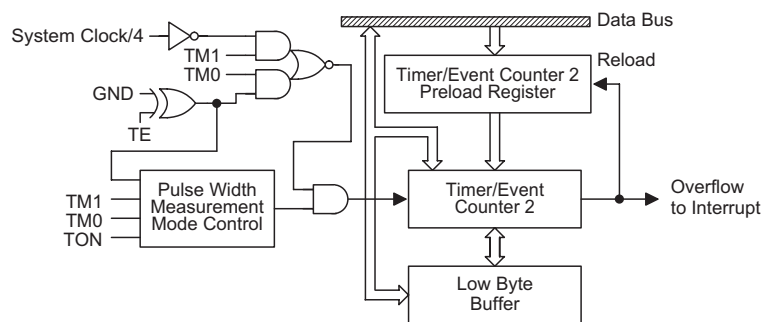 System Clock/4
TM1
TM0
GND
TE
TM1
TM0
TON
Pulse Width
Measurement
Mode Control
Data Bus
Timer/Event Counter 2
Preload Register
Reload
Timer/Event
Counter 2
Overflow
to Interrupt
Low Byte
Buffer